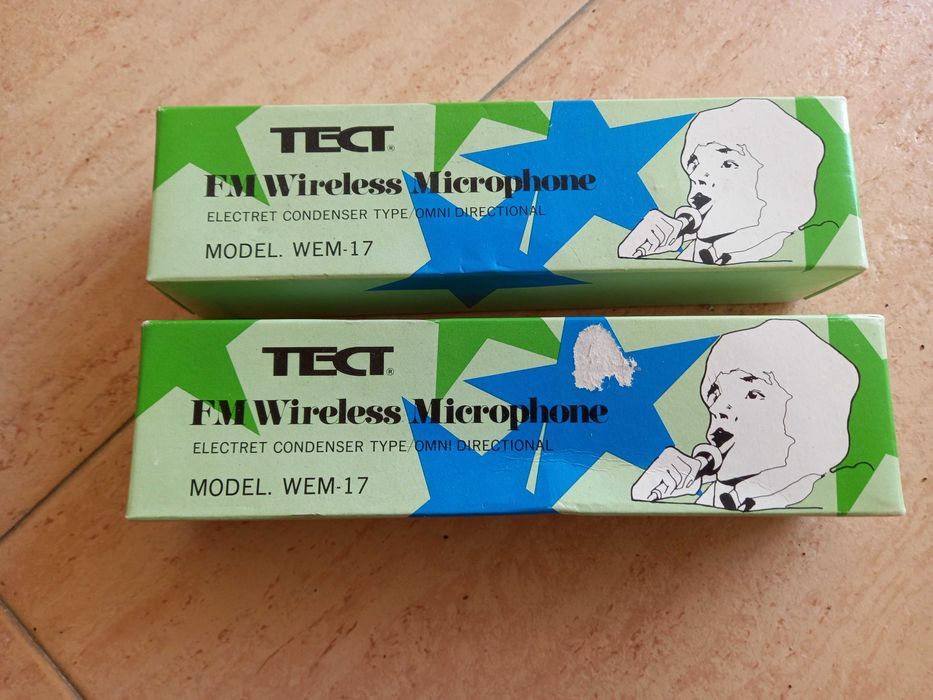 TECT®
FM Wireless Microphone
ELECTRET CONDENSER TYPE/OMNI DIRECTIONAL
MODEL. WEM-17
TECT®
FM Wireless Microphone
ELECTRET CONDENSER TYPE/OMNI DIRECTIONAL
MODEL. WEM-17